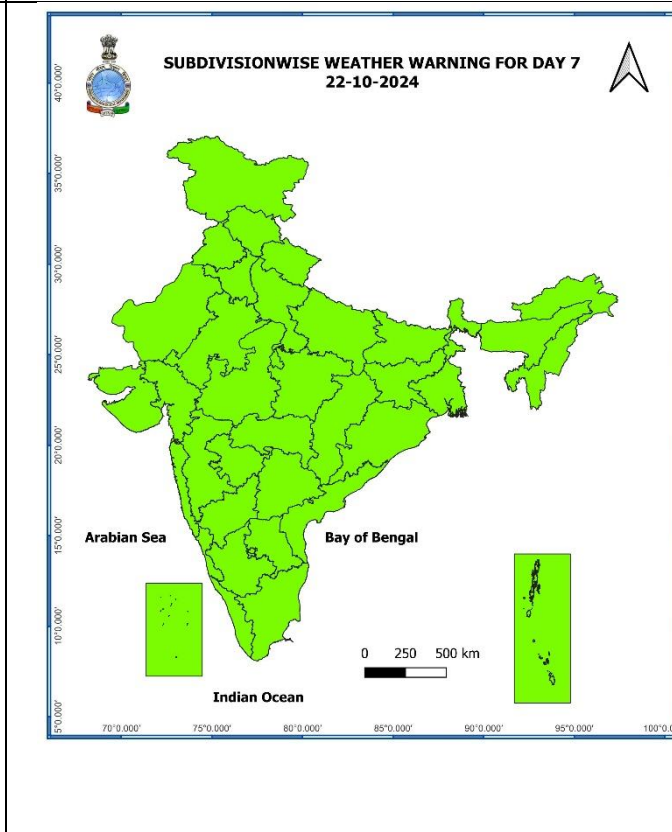 SUBDIVISIONWISE WEATHER WARNING FOR DAY 7
22-10-2024
40°0.000'
35°0.000'
30°0.000'
25°0.000'
20°0.000'
15°0.000'
10°0.000'
5°0.000'
Arabian Sea
Bay of Bengal
0 250 500 km
Indian Ocean
70°0.000' 75°0.000' 80°0.000' 85°0.000' 90°0.000' 95°0.000' 100°0.0